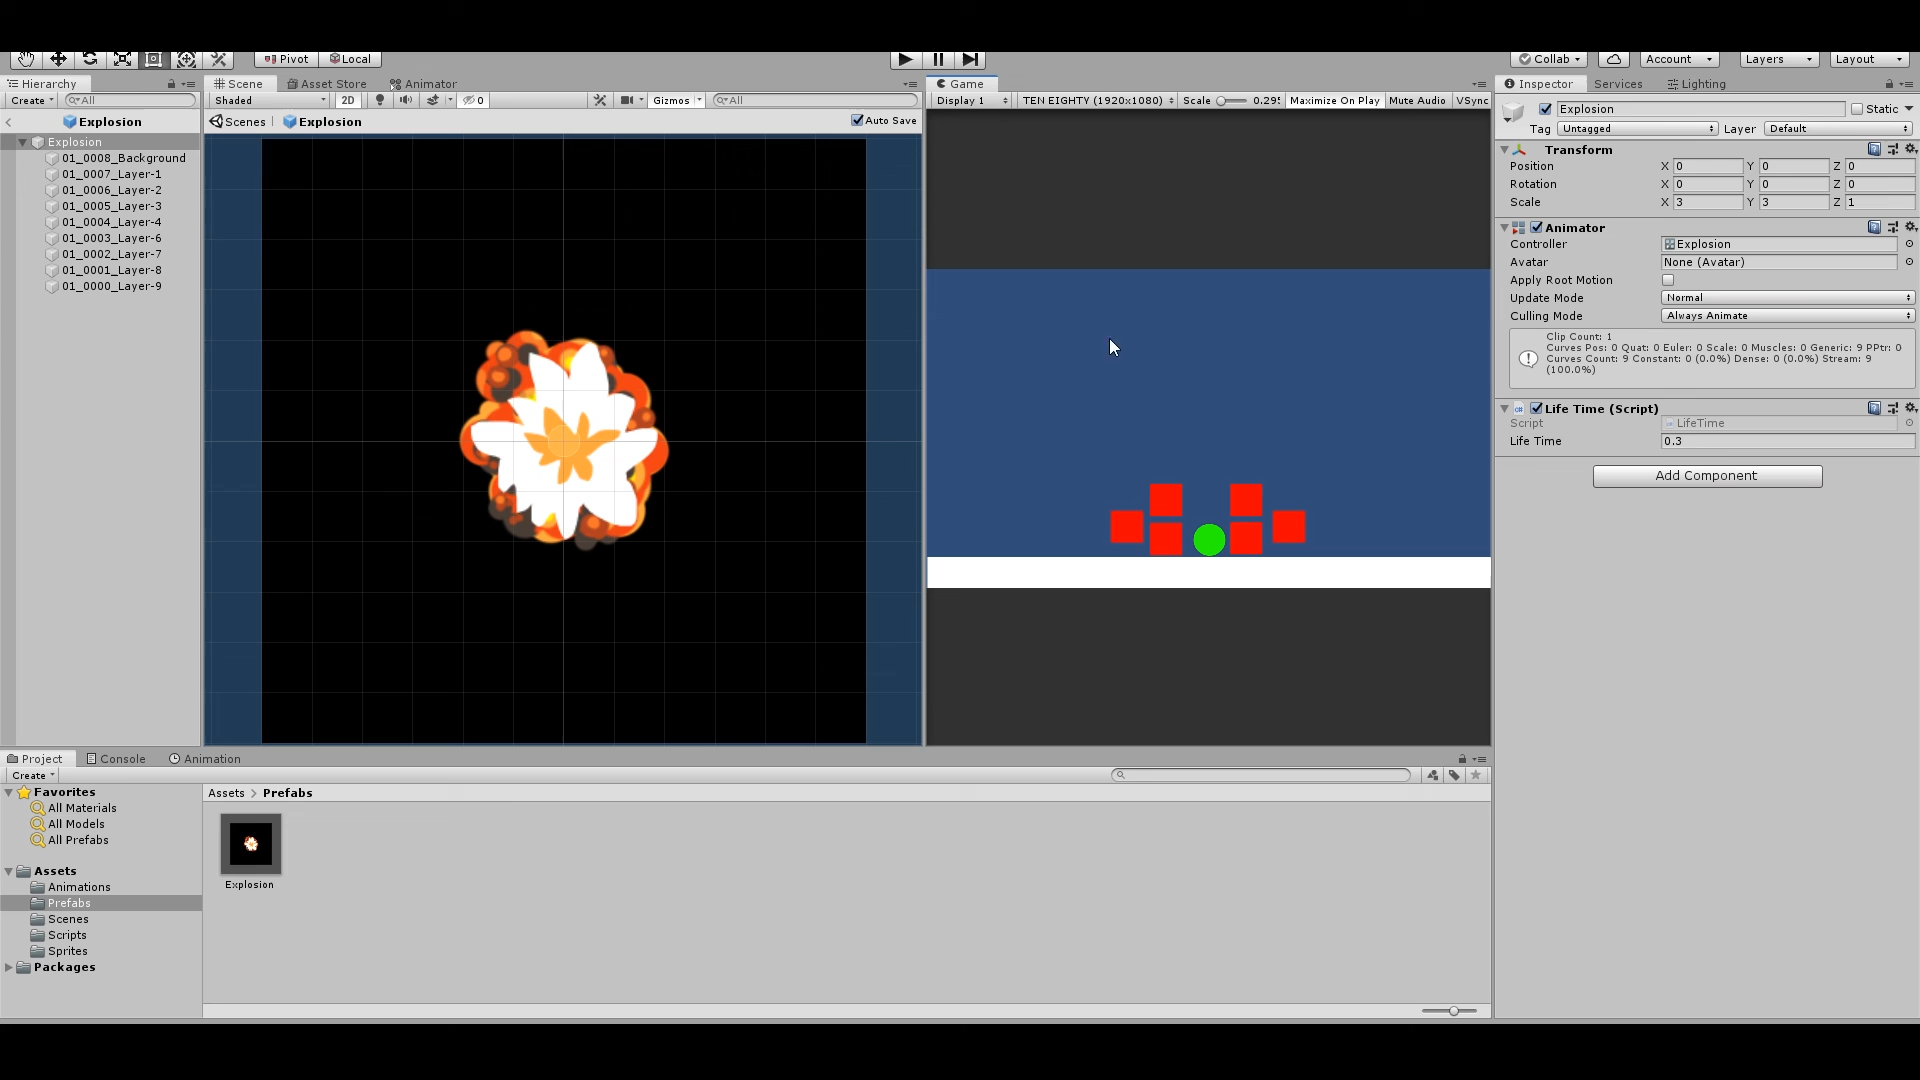 Pivot Local Collab Account Layers Layout
Hierarchy Scene Asset Store Animator Game Inspector Services Lighting
Create All Shaded 2D 0 Gizmos All Display 1 TEN EIGHTY (1920x1080) Scale 0.295 Maximize On Play Mute Audio VSync
Explosion Static
Tag Untagged Layer Default
Explosion Scenes Explosion Auto Save
Explosion
01_0008_Background
01_0007_Layer-1
01_0006_Layer-2
01_0005_Layer-3
01_0004_Layer-4
01_0003_Layer-6
01_0002_Layer-7
01_0001_Layer-8
01_0000_Layer-9
Transform
Position X 0 Y 0 Z 0
Rotation X 0 Y 0 Z 0
Scale X 3 Y 3 Z 1
Animator
Controller Explosion
Avatar None (Avatar)
Apply Root Motion
Update Mode Normal
Culling Mode Always Animate
Clip Count: 1
Curves Pos: 0 Quat: 0 Euler: 0 Scale: 0 Muscles: 0 Generic: 9 PPtr: 0
Curves Count: 9 Constant: 0 (0.0%) Dense: 0 (0.0%) Stream: 9
(100.0%)
Life Time (Script)
Script LifeTime
Life Time 0.3
Add Component
Project Console Animation
Create
Favorites
All Materials
All Models
All Prefabs
Assets
Animations
Prefabs
Scenes
Scripts
Sprites
Packages
Assets > Prefabs
Explosion